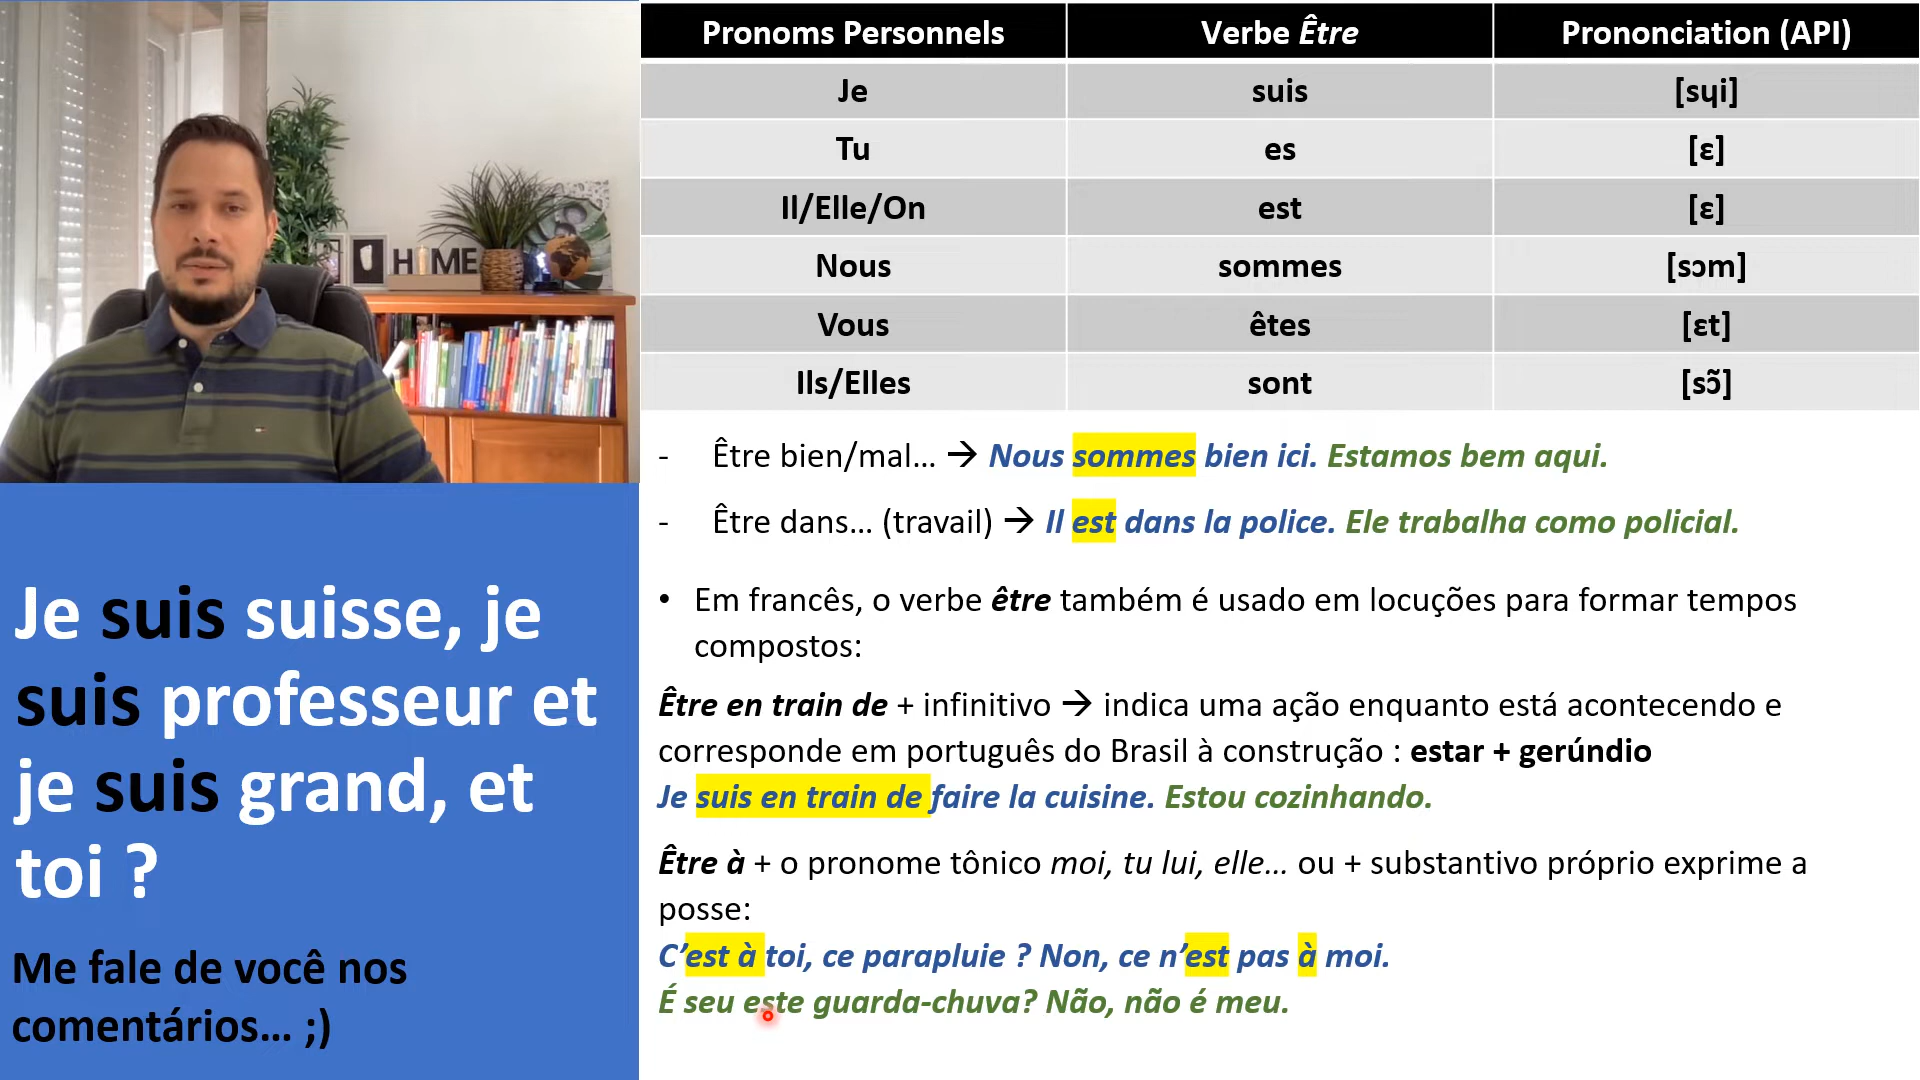 HOME
Je suis suisse, je
suis professeur et
je suis grand, et
toi ?
Me fale de você nos
comentários... ;)
Pronoms Personnels Verbe Être Prononciation (API)
Je suis [sɥi]
Tu es [ɛ]
Il/Elle/On est [ɛ]
Nous sommes [sɔm]
Vous êtes [ɛt]
Ils/Elles sont [sɔ̃]
- Être bien/mal... → Nous sommes bien ici. Estamos bem aqui.
- Être dans... (travail) → Il est dans la police. Ele trabalha como policial.
• Em francês, o verbe être também é usado em locuções para formar tempos
compostos:
Être en train de + infinitivo → indica uma ação enquanto está acontecendo e
corresponde em português do Brasil à construção : estar + gerúndio
Je suis en train de faire la cuisine. Estou cozinhando.
Être à + o pronome tônico moi, tu lui, elle... ou + substantivo próprio exprime a
posse:
C’est à toi, ce parapluie ? Non, ce n’est pas à moi.
É seu este guarda-chuva? Não, não é meu.